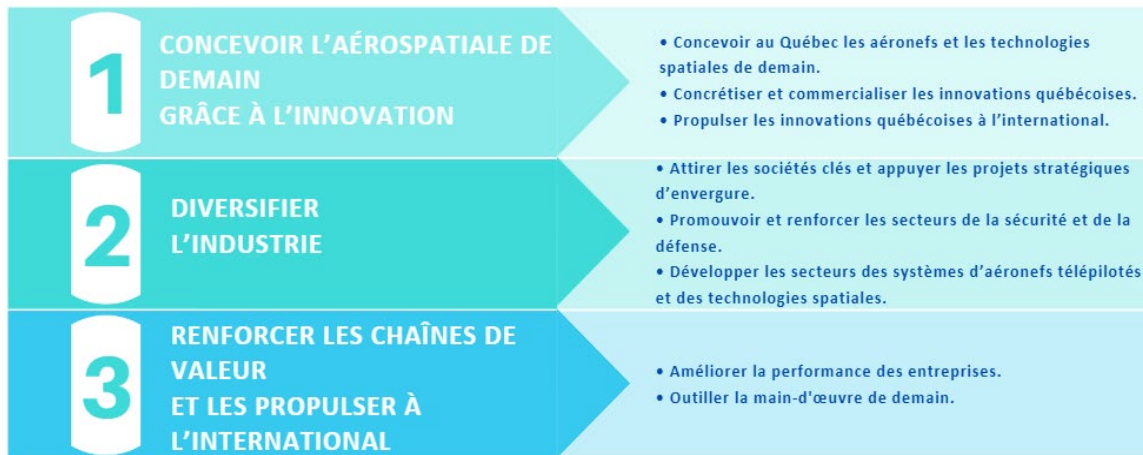 1
CONCEVOIR L’AÉROSPATIALE DE
DEMAIN
GRÂCE À L’INNOVATION
• Concevoir au Québec les aéronefs et les technologies
spatiales de demain.
• Concrétiser et commercialiser les innovations québécoises.
• Propulser les innovations québécoises à l’international.
2
DIVERSIFIER
L’INDUSTRIE
• Attirer les sociétés clés et appuyer les projets stratégiques
d’envergure.
• Promouvoir et renforcer les secteurs de la sécurité et de la
défense.
• Développer les secteurs des systèmes d’aéronefs télépilotés
et des technologies spatiales.
3
RENFORCER LES CHAÎNES DE
VALEUR
ET LES PROPULSER À
L’INTERNATIONAL
• Améliorer la performance des entreprises.
• Outiller la main-d'œuvre de demain.